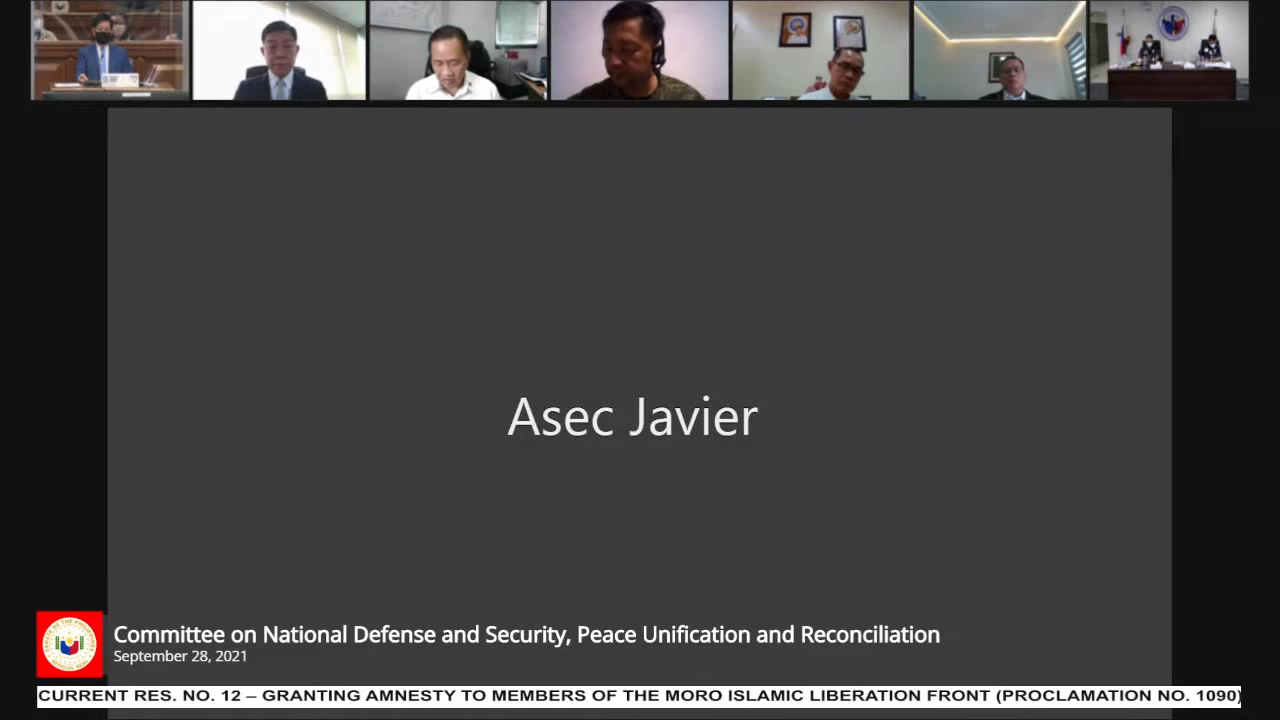 Asec Javier
Committee on National Defense and Security, Peace Unification and Reconciliation
September 28, 2021
CURRENT RES. NO. 12 – GRANTING AMNESTY TO MEMBERS OF THE MORO ISLAMIC LIBERATION FRONT (PROCLAMATION NO. 1090)